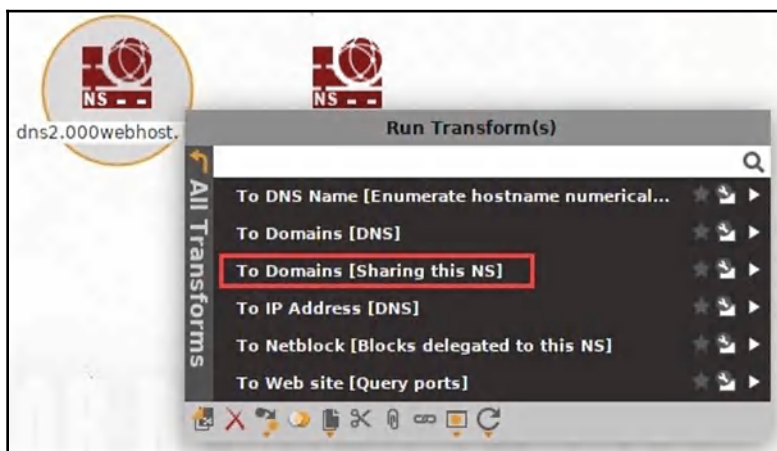 NS
NS
dns2.000webhost.
Run Transform(s)
All Transforms
To DNS Name [Enumerate hostname numerical...
To Domains [DNS]
To Domains [Sharing this NS]
To IP Address [DNS]
To Netblock [Blocks delegated to this NS]
To Web site [Query ports]